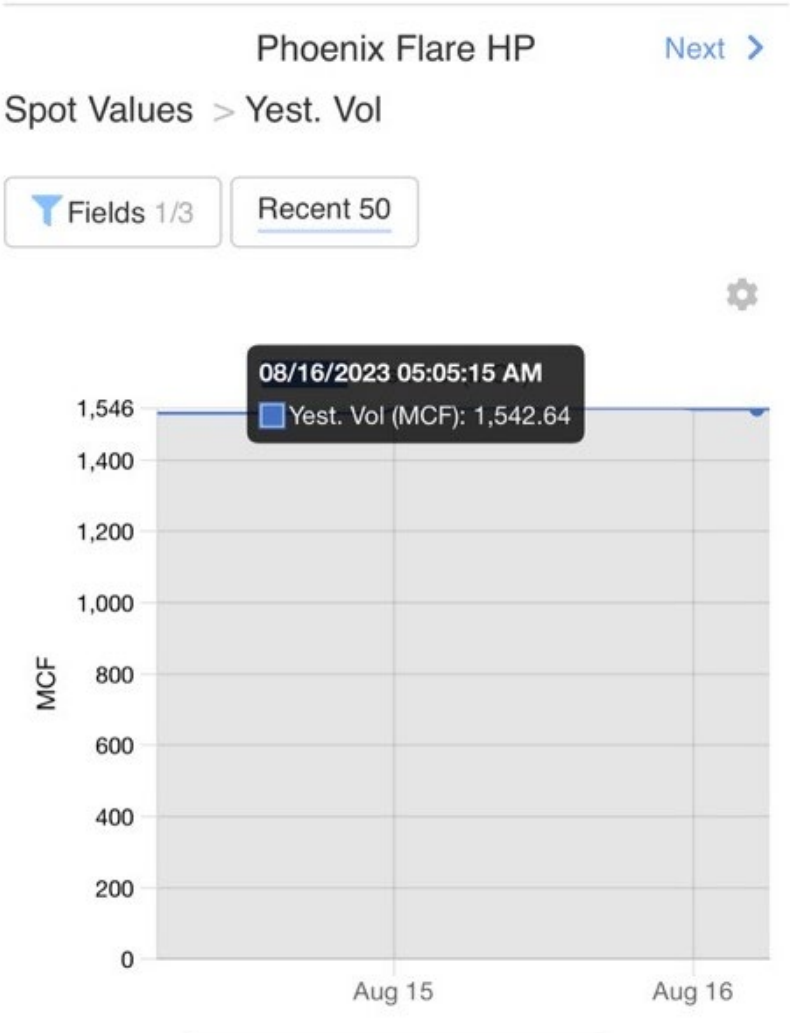 Phoenix Flare HP
Next >
Spot Values > Yest. Vol
Fields 1/3
Recent 50
08/16/2023 05:05:15 AM
Yest. Vol (MCF): 1,542.64
1,546
1,400
1,200
1,000
800
600
400
200
0
MCF
Aug 15
Aug 16